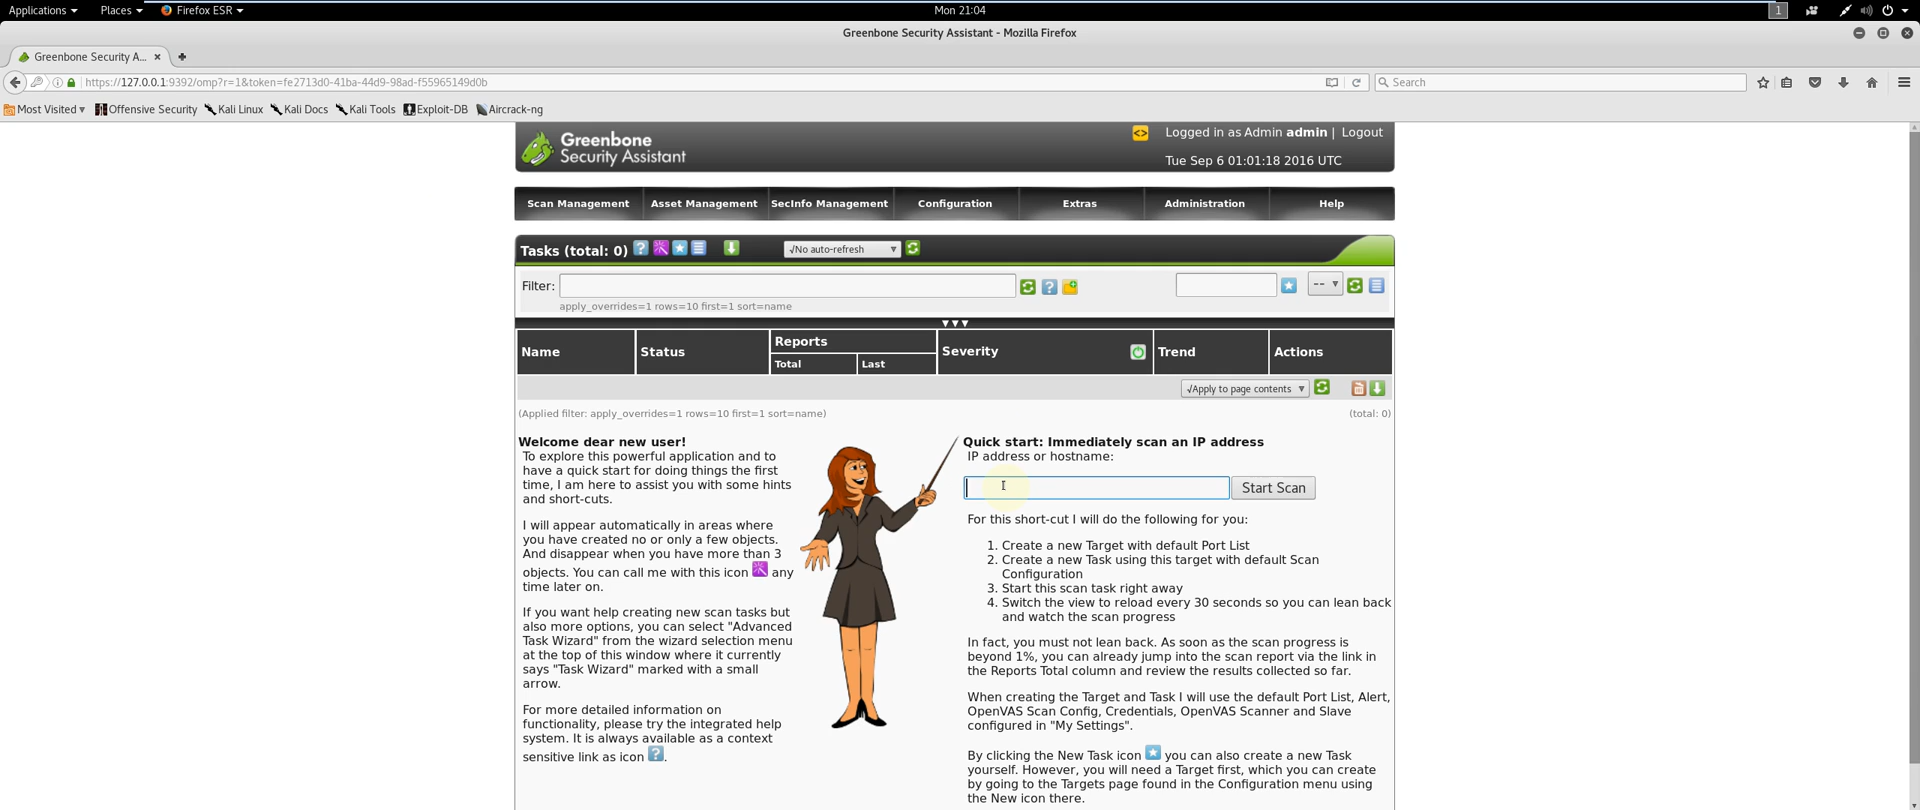 Applications ▾ Places ▾ Firefox ESR ▾ Mon 21:04 1
Greenbone Security Assistant - Mozilla Firefox
Greenbone Security A... × +
https://127.0.0.1:9392/omp?r=1&token=fe2713d0-41ba-44d9-98ad-f55965149d0b Search
Most Visited ▾ Offensive Security Kali Linux Kali Docs Kali Tools Exploit-DB Aircrack-ng
Greenbone
Security Assistant
<> Logged in as Admin admin | Logout
Tue Sep 6 01:01:18 2016 UTC
Scan Management Asset Management SecInfo Management Configuration Extras Administration Help
Tasks (total: 0) ? √No auto-refresh ▾
Filter: ? -- ▾
apply_overrides=1 rows=10 first=1 sort=name
▼▼▼
Name Status Reports Severity Trend Actions
Total Last
√Apply to page contents ▾
(Applied filter: apply_overrides=1 rows=10 first=1 sort=name) (total: 0)
Welcome dear new user!
To explore this powerful application and to
have a quick start for doing things the first
time, I am here to assist you with some hints
and short-cuts.
I will appear automatically in areas where
you have created no or only a few objects.
And disappear when you have more than 3
objects. You can call me with this icon any
time later on.
If you want help creating new scan tasks but
also more options, you can select "Advanced
Task Wizard" from the wizard selection menu
at the top of this window where it currently
says "Task Wizard" marked with a small
arrow.
For more detailed information on
functionality, please try the integrated help
system. It is always available as a context
sensitive link as icon ?.
Quick start: Immediately scan an IP address
IP address or hostname:
Start Scan
For this short-cut I will do the following for you:
1. Create a new Target with default Port List
2. Create a new Task using this target with default Scan
Configuration
3. Start this scan task right away
4. Switch the view to reload every 30 seconds so you can lean back
and watch the scan progress
In fact, you must not lean back. As soon as the scan progress is
beyond 1%, you can already jump into the scan report via the link in
the Reports Total column and review the results collected so far.
When creating the Target and Task I will use the default Port List, Alert,
OpenVAS Scan Config, Credentials, OpenVAS Scanner and Slave
configured in "My Settings".
By clicking the New Task icon you can also create a new Task
yourself. However, you will need a Target first, which you can create
by going to the Targets page found in the Configuration menu using
the New icon there.